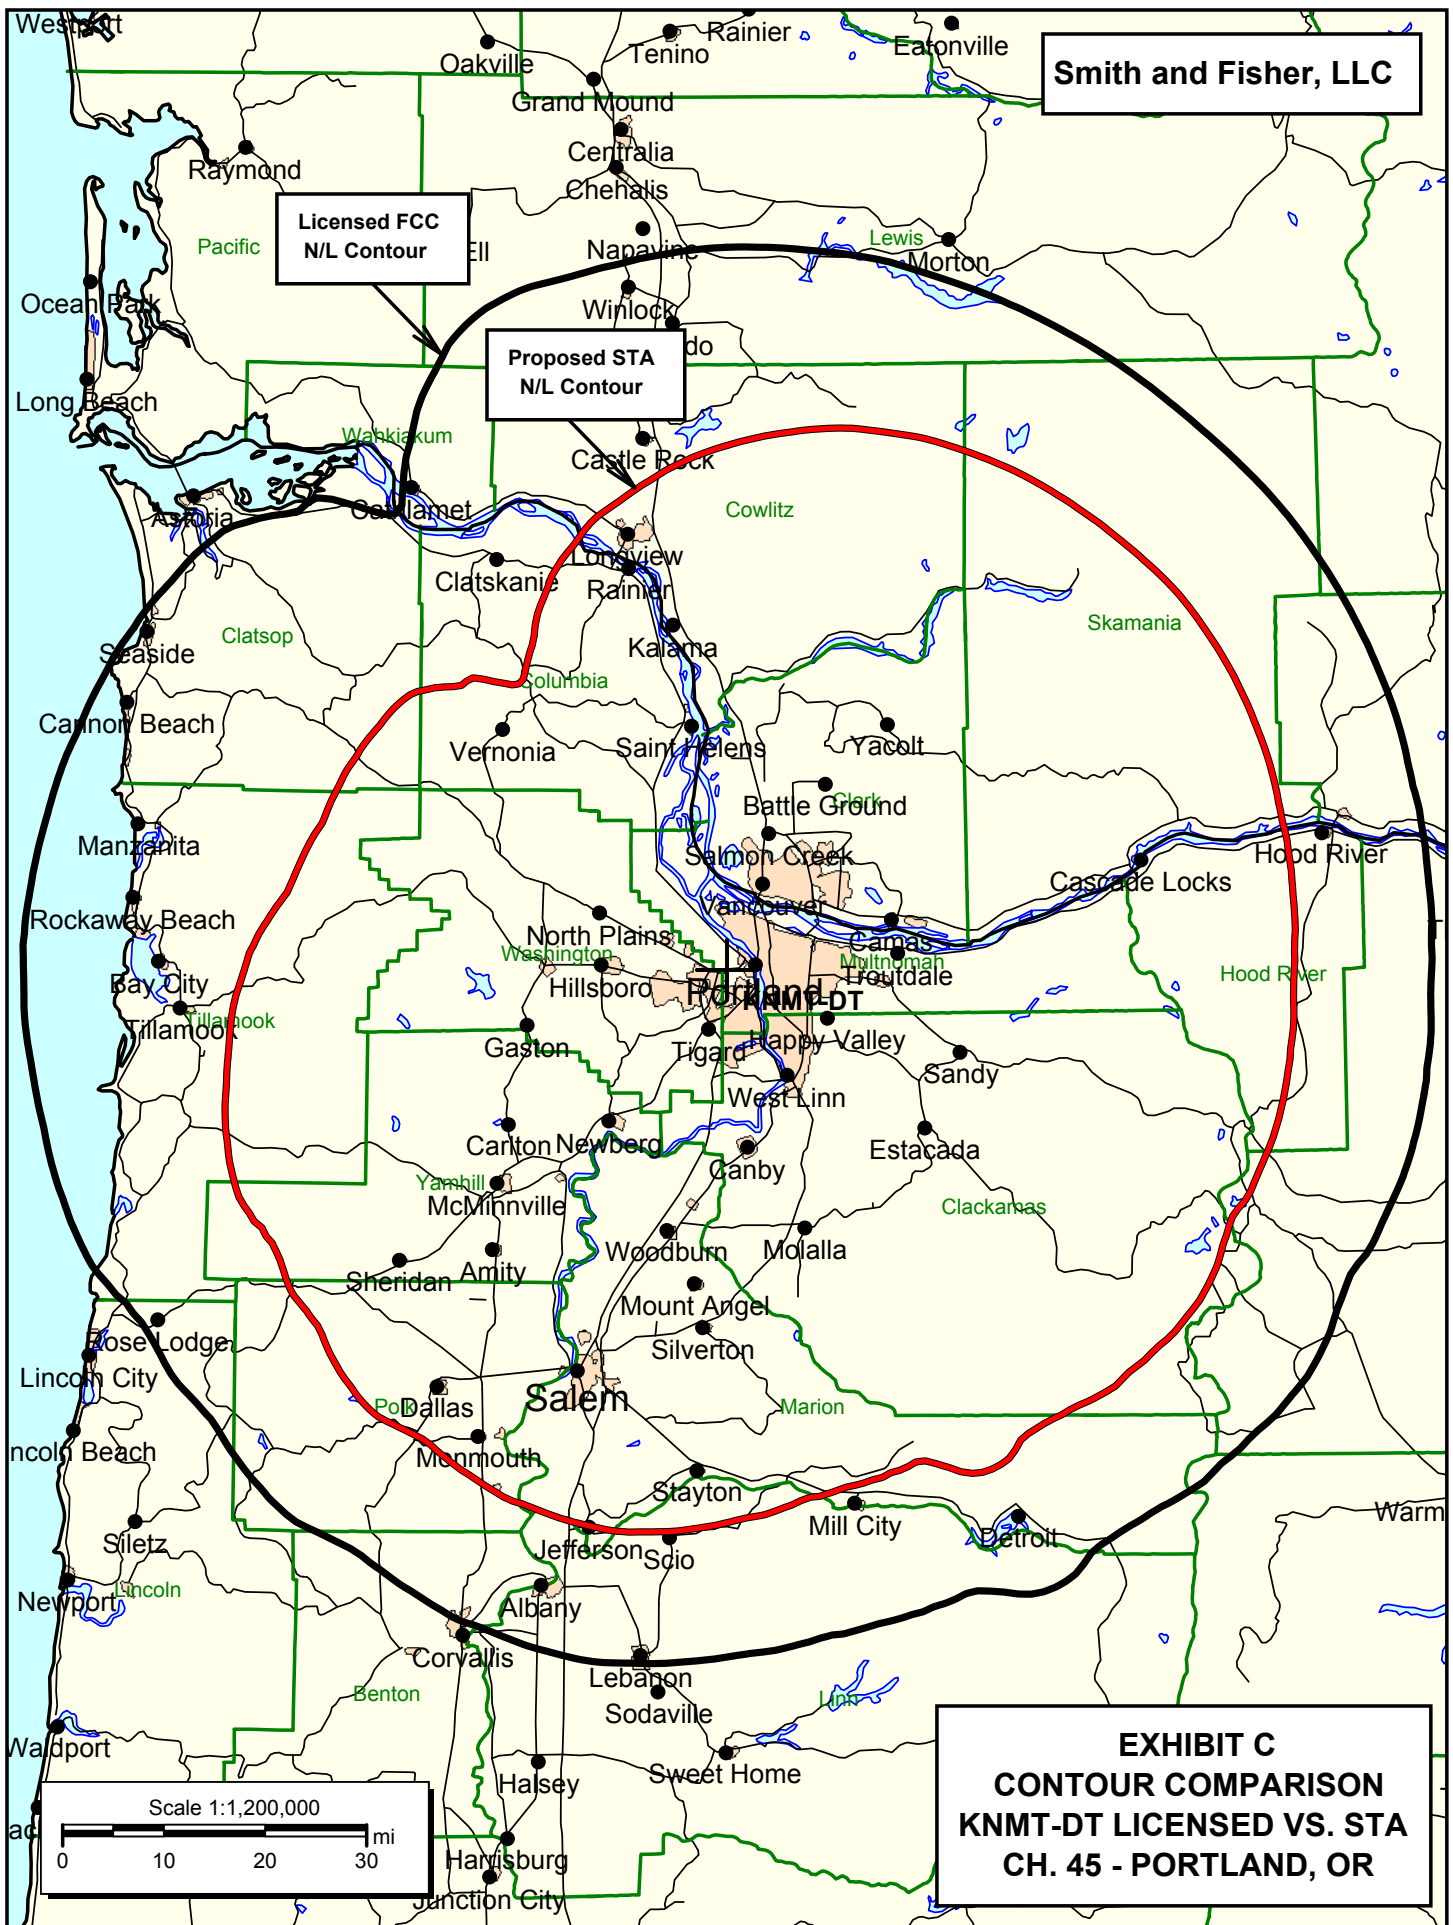 Westport
Oakville
Tenino
Rainier
Eatonville
Smith and Fisher, LLC
Grand Mound
Centralia
Chehalis
Raymond
Licensed FCC
N/L Contour
Pacific
Ell
Napavine
Lewis
Morton
Ocean Park
Winlock
do
Proposed STA
N/L Contour
Long Beach
Wahkiakum
Castle Rock
Cowlitz
Astoria
Cathlamet
Longview
Clatskanie
Rainier
Clatsop
Seaside
Kalama
Skamania
Columbia
Cannon Beach
Vernonia
Saint Helens
Yacolt
Battle Ground
Clark
Manzanita
Salmon Creek
Hood River
Cascade Locks
Rockaway Beach
Vancouver
North Plains
Camas
T
Washington
Multnomah
Bay City
Hillsboro
Troutdale
Hood River
Portland
KNMT-DT
Tillamook
Tillamook
Gaston
Tigard
Happy Valley
Sandy
West Linn
Carlton
Newberg
Canby
Estacada
Yamhill
McMinnville
Clackamas
Woodburn
Molalla
Sheridan
Amity
Mount Angel
Rose Lodge
Silverton
Lincoln City
Salem
Polk
Dallas
Marion
ncoln Beach
Monmouth
Stayton
Mill City
Warm
Siletz
Jefferson
Scio
Detroit
Newport
Lincoln
Albany
Corvallis
Lebanon
Benton
Sodaville
Linn
Waldport
Halsey
Sweet Home
EXHIBIT C
CONTOUR COMPARISON
KNMT-DT LICENSED VS. STA
CH. 45 - PORTLAND, OR
Scale 1:1,200,000
mi
0 10 20 30
ac
Harrisburg
Junction City